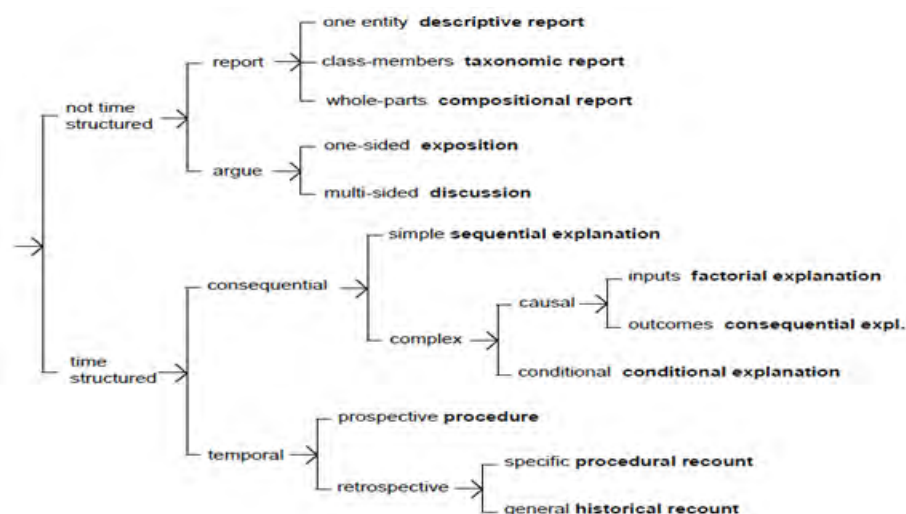 one entity descriptive report
report
class-members taxonomic report
whole-parts compositional report
not time
structured
one-sided exposition
argue
multi-sided discussion
simple sequential explanation
consequential
inputs factorial explanation
causal
outcomes consequential expl.
complex
conditional conditional explanation
time
structured
prospective procedure
temporal
specific procedural recount
retrospective
general historical recount